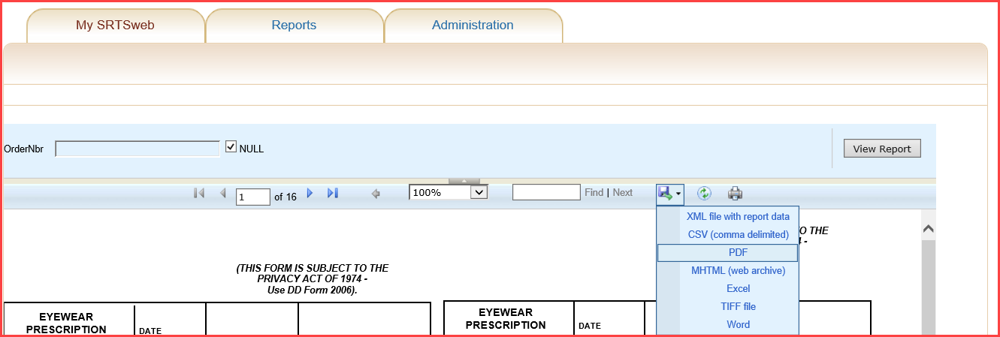 My SRTSweb Reports Administration
OrderNbr NULL View Report
1 of 16 100% Find | Next
XML file with report data
CSV (comma delimited)
PDF
MHTML (web archive)
Excel
TIFF file
Word
(THIS FORM IS SUBJECT TO THE
PRIVACY ACT OF 1974 -
Use DD Form 2006).
O THE
4 -
EYEWEAR
PRESCRIPTION
DATE
EYEWEAR
PRESCRIPTION
DATE